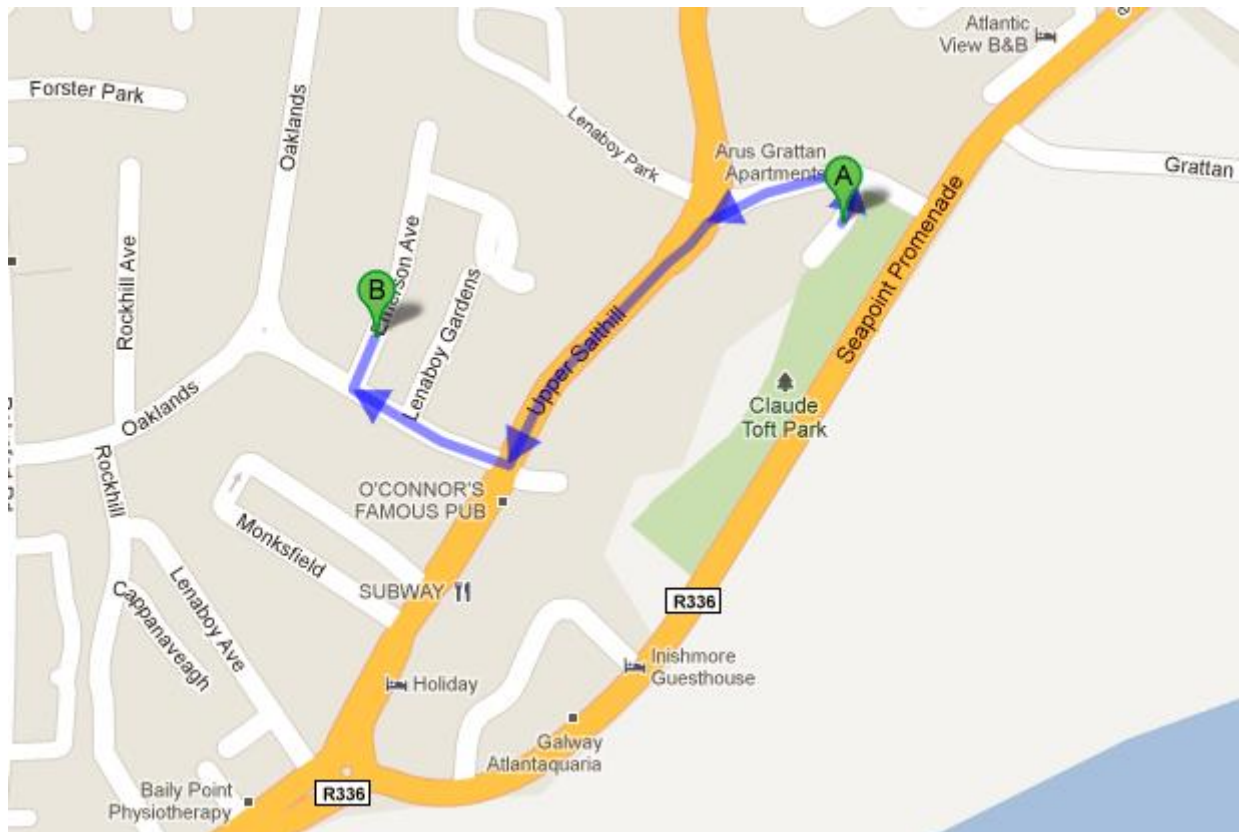 Atlantic
View B&B
Forster Park
Oaklands
Lenaboy Park
Arus Grattan
Apartments
A
Grattan
Seapoint Promenade
Rockhill Ave
B
Emerson Ave
Lenaboy Gardens
Upper Salthill
Oaklands
Claude
Toft Park
Rockhill
O'CONNOR'S
FAMOUS PUB
Monksfield
SUBWAY
R336
Lenaboy Ave
Cappanaveagh
Inishmore
Guesthouse
Holiday
Galway
Atlantaquaria
R336
Baily Point
Physiotherapy